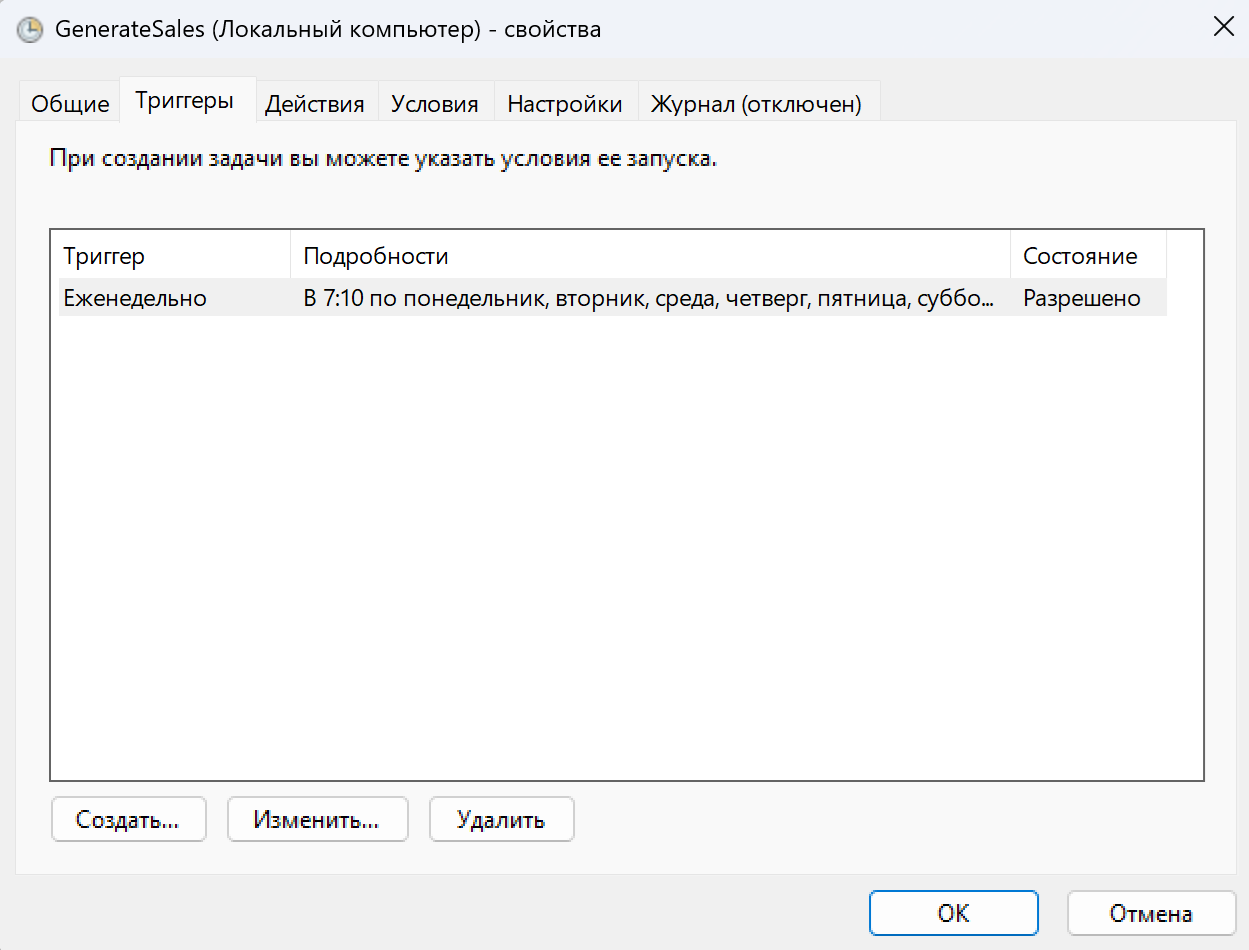 GenerateSales (Локальный компьютер) - свойства
Общие Триггеры Действия Условия Настройки Журнал (отключен)
При создании задачи вы можете указать условия ее запуска.
Триггер Подробности Состояние
Еженедельно В 7:10 по понедельник, вторник, среда, четверг, пятница, суббо... Разрешено
Создать... Изменить... Удалить
ОК Отмена